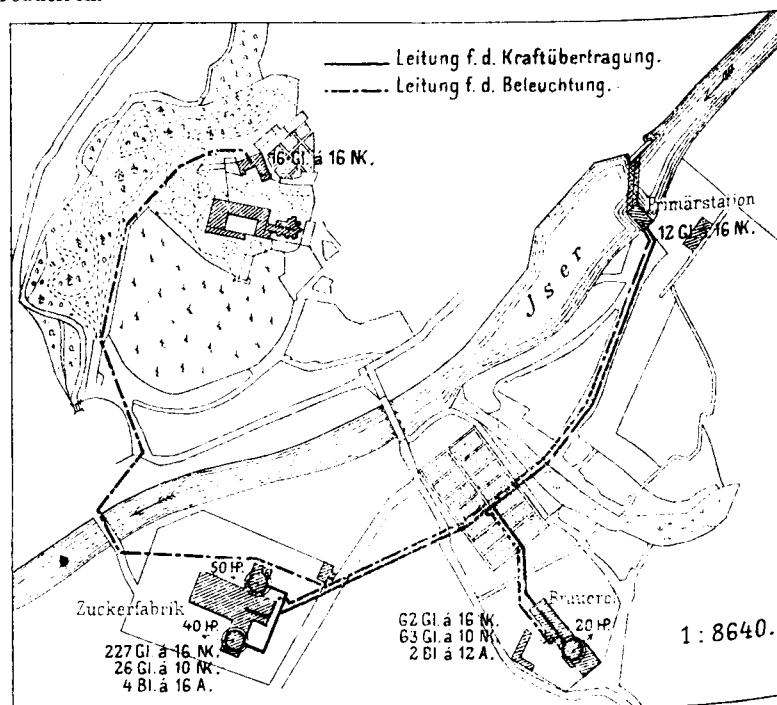 Leitung f. d. Kraftübertragung.
Leitung f. d. Beleuchtung.
16 Gl. á 16 NK.
Primärstation
12 Gl. á 16 NK.
Jser
50 HP.
Zuckerfabrik
40 HP.
227 Gl. á 16 NK.
26 Gl. á 10 NK.
4 Bl. á 16 A.
Brauerei
20 HP.
62 Gl. á 16 NK.
63 Gl. á 10 NK.
2 Bl á 12 A.
1 : 8640.